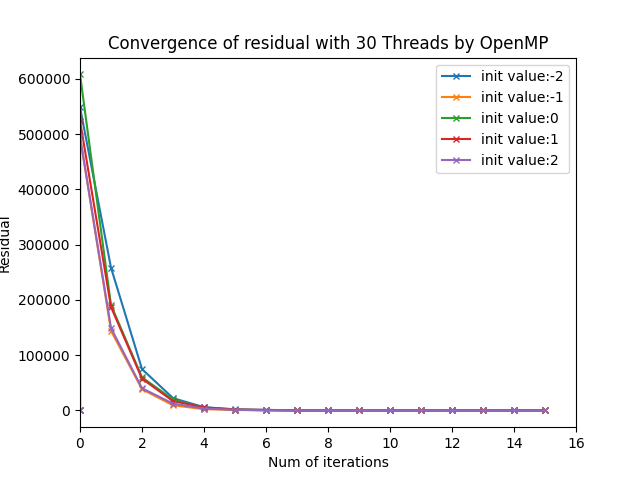 Convergence of residual with 30 Threads by OpenMP
init value:-2
init value:-1
init value:0
init value:1
init value:2
600000
500000
400000
300000
200000
100000
0
Residual
0 2 4 6 8 10 12 14 16
Num of iterations